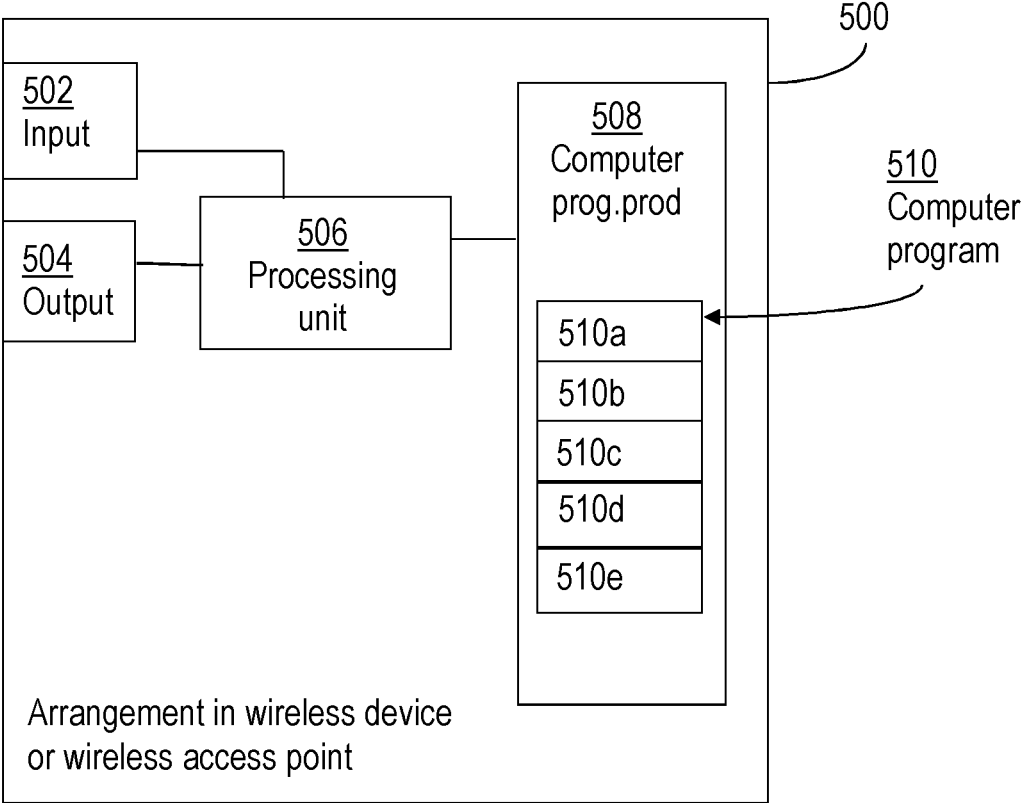 500
502
Input
504
Output
506
Processing
unit
508
Computer
prog.prod
510
Computer
program
510a
510b
510c
510d
510e
Arrangement in wireless device
or wireless access point